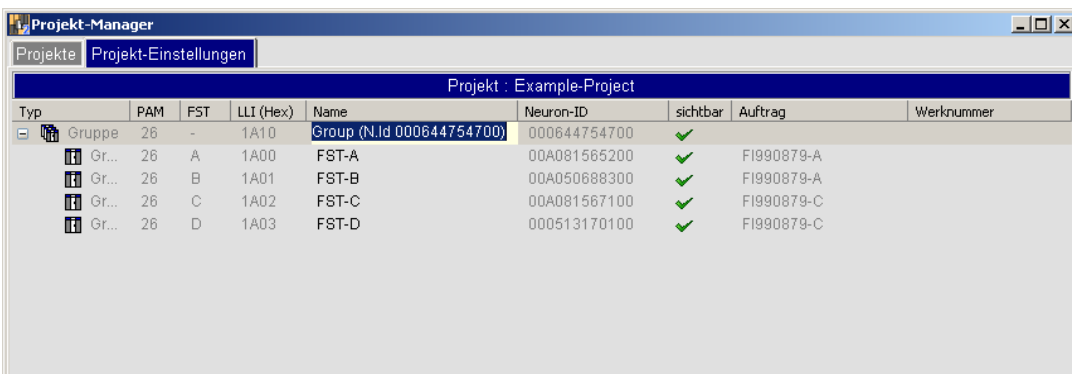 Projekt-Manager
Projekte Projekt-Einstellungen
Projekt : Example-Project
Typ PAM FST LLI (Hex) Name Neuron-ID sichtbar Auftrag Werknummer
Gruppe 26 - 1A10 Group (N.Id 000644754700) 000644754700
Gr... 26 A 1A00 FST-A 00A081565200 FI990879-A
Gr... 26 B 1A01 FST-B 00A050688300 FI990879-A
Gr... 26 C 1A02 FST-C 00A081567100 FI990879-C
Gr... 26 D 1A03 FST-D 000513170100 FI990879-C